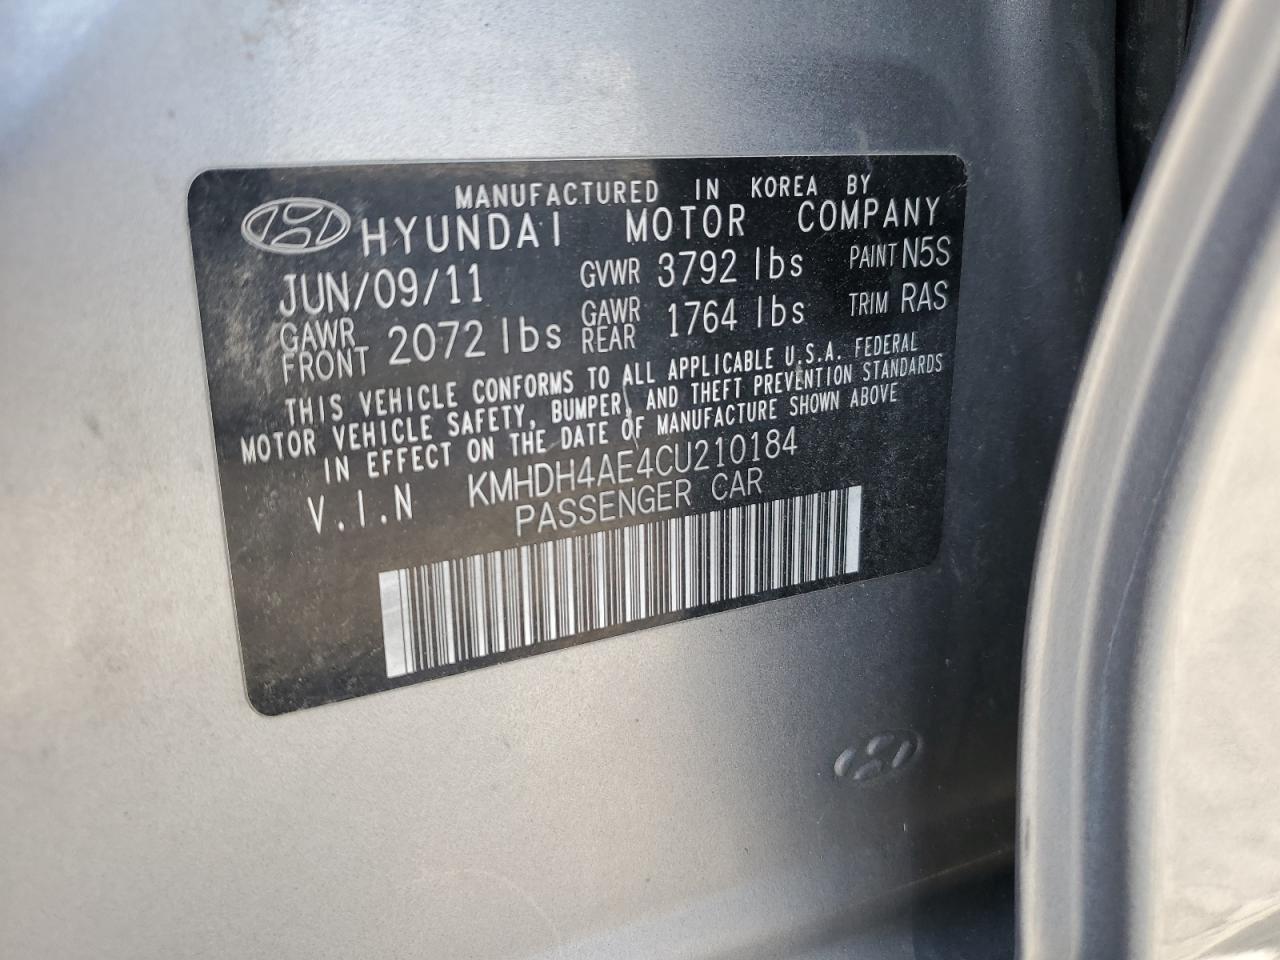 MANUFACTURED IN KOREA BY
HYUNDAI MOTOR COMPANY
JUN/09/11 GVWR 3792 lbs PAINT N5S
GAWR FRONT 2072 lbs GAWR REAR 1764 lbs TRIM RAS
THIS VEHICLE CONFORMS TO ALL APPLICABLE U.S.A. FEDERAL
MOTOR VEHICLE SAFETY, BUMPER, AND THEFT PREVENTION STANDARDS
IN EFFECT ON THE DATE OF MANUFACTURE SHOWN ABOVE
V.I.N KMHDH4AE4CU210184
PASSENGER CAR